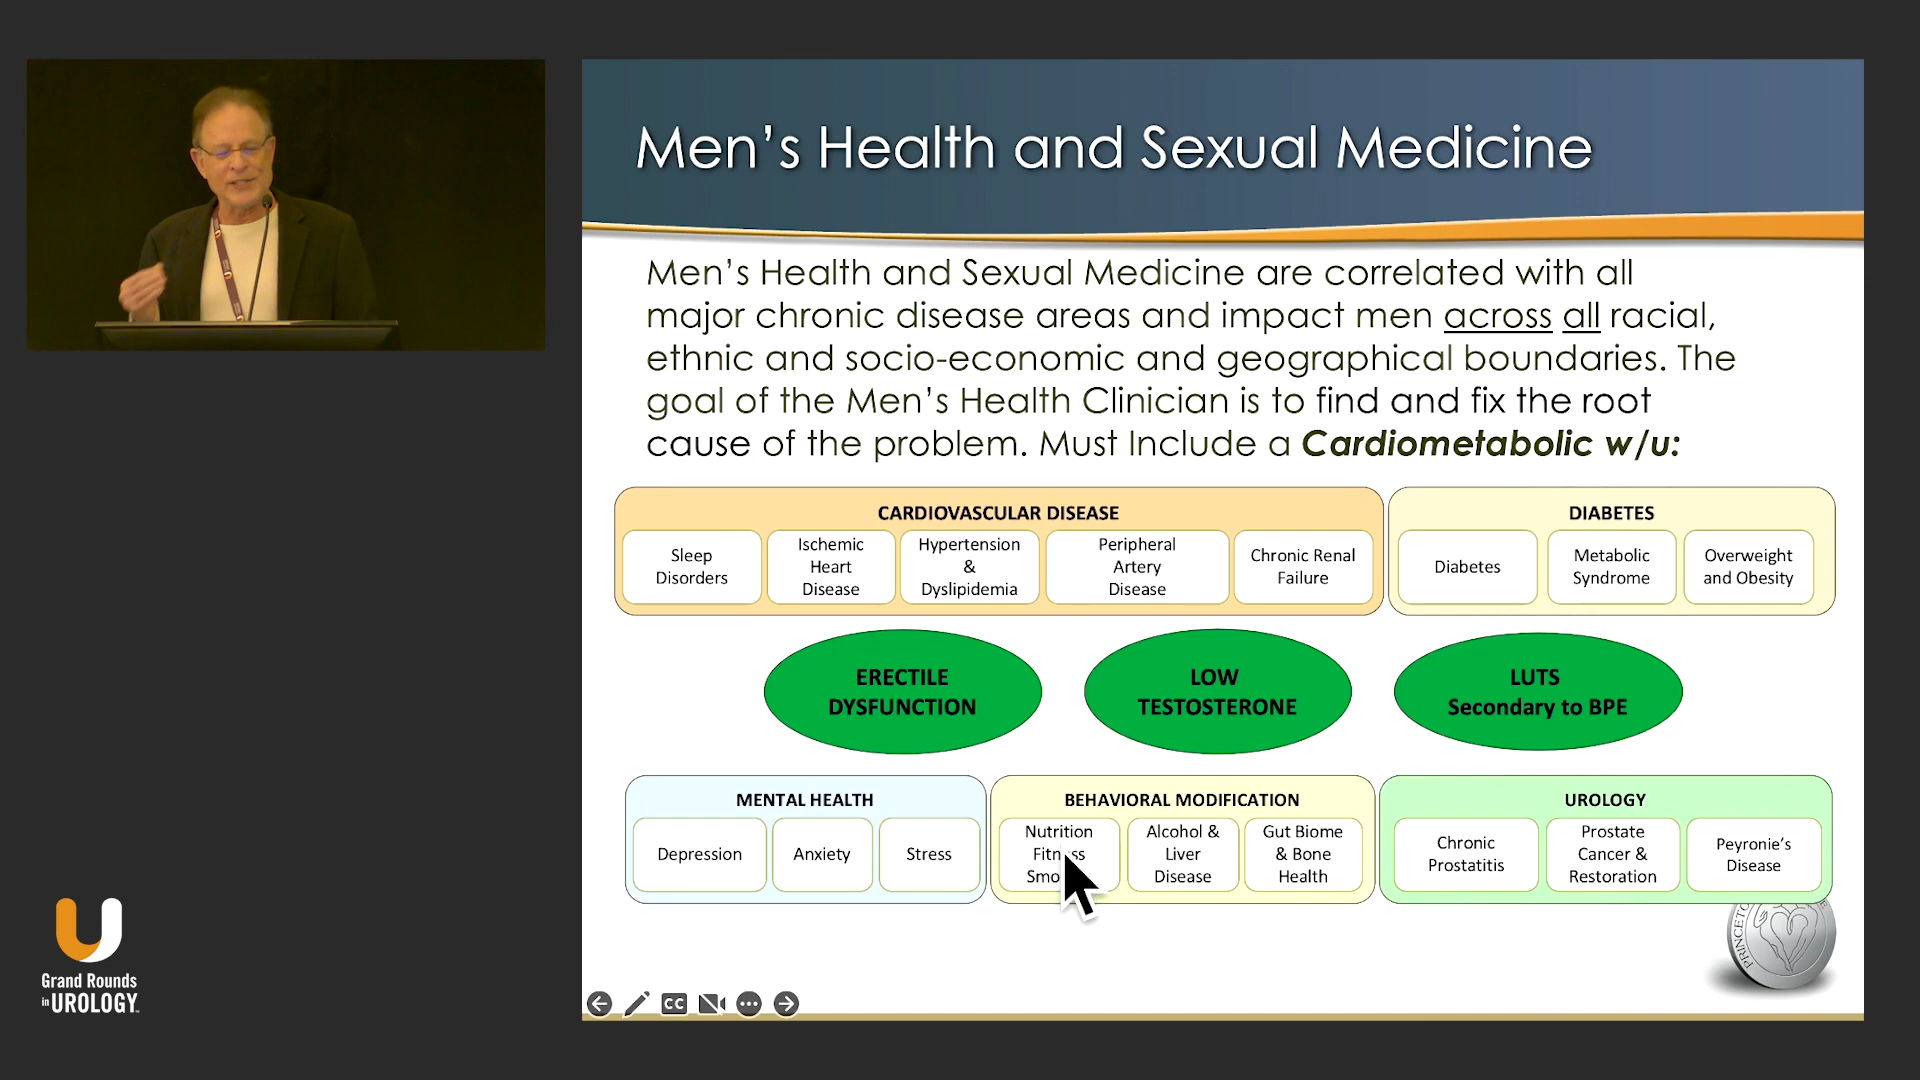 Men's Health and Sexual Medicine
Men's Health and Sexual Medicine are correlated with all
major chronic disease areas and impact men across all racial,
ethnic and socio-economic and geographical boundaries. The
goal of the Men's Health Clinician is to find and fix the root
cause of the problem. Must Include a Cardiometabolic w/u:
CARDIOVASCULAR DISEASE
Sleep
Disorders
Ischemic
Heart
Disease
Hypertension
&
Dyslipidemia
Peripheral
Artery
Disease
Chronic Renal
Failure
DIABETES
Diabetes
Metabolic
Syndrome
Overweight
and Obesity
ERECTILE
DYSFUNCTION
LOW
TESTOSTERONE
LUTS
Secondary to BPE
MENTAL HEALTH
Depression
Anxiety
Stress
BEHAVIORAL MODIFICATION
Nutrition
Fitness
Alcohol &
Liver
Disease
Gut Biome
& Bone
Health
UROLOGY
Chronic
Prostatitis
Prostate
Cancer &
Restoration
Peyronie's
Disease
CC
Grand Rounds
in UROLOGY